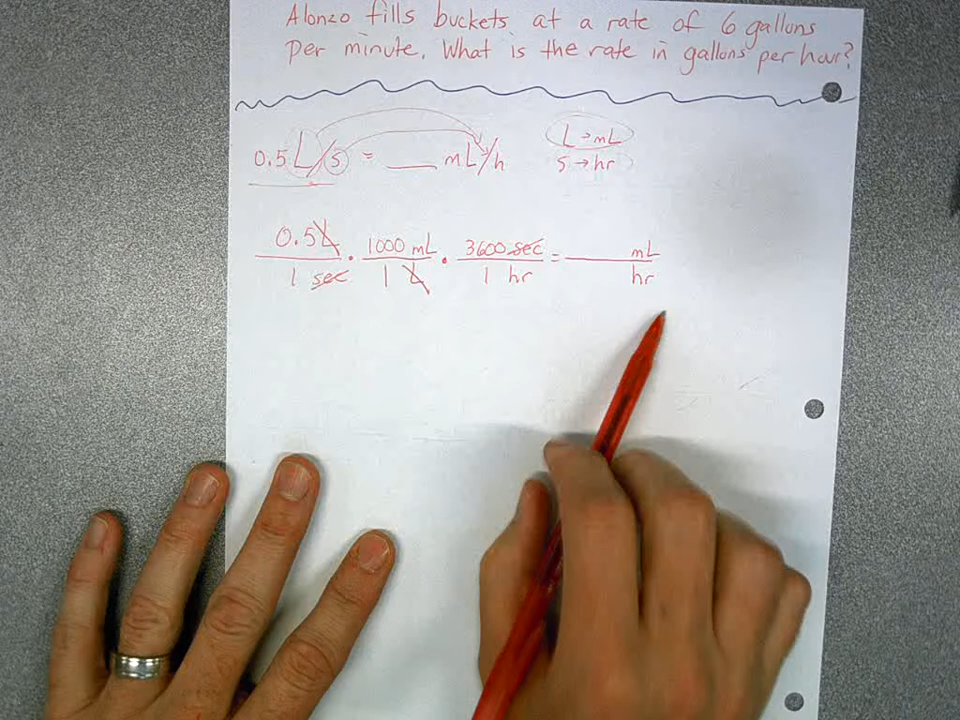 Alonzo fills buckets at a rate of 6 gallons
per minute. What is the rate in gallons per hour?
0.5 L/s = ___ mL/h L → mL
s → hr
0.5 L / 1 sec · 1000 mL / 1 L · 3600 sec / 1 hr = ___ mL / hr